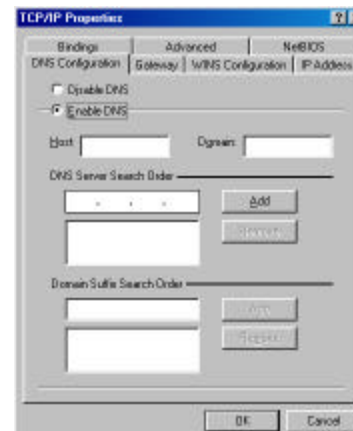 TCP/IP Properties
Bindings Advanced NetBIOS
DNS Configuration Gateway WINS Configuration IP Address
Disable DNS
Enable DNS
Host: Domain:
DNS Server Search Order
Add
Remove
Domain Suffix Search Order
Add
Remove
OK Cancel